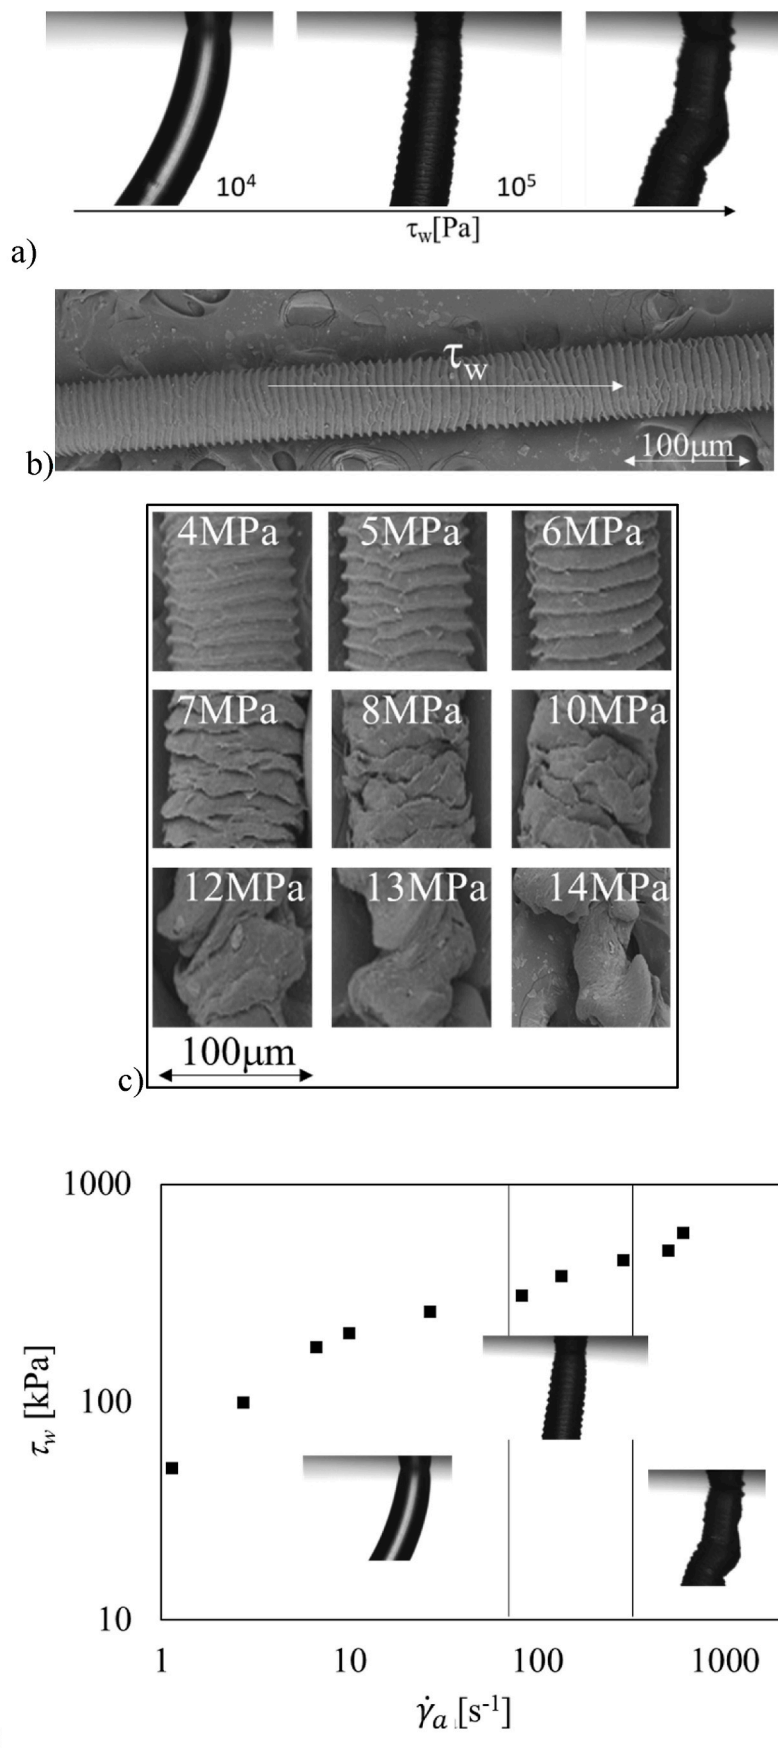 10⁴
10⁵
τw[Pa]
a)
τw
100μm
b)
4MPa 5MPa 6MPa
7MPa 8MPa 10MPa
12MPa 13MPa 14MPa
100μm
c)
1000
100
10
τw [kPa]
1 10 100 1000
γ̇a [s⁻¹]